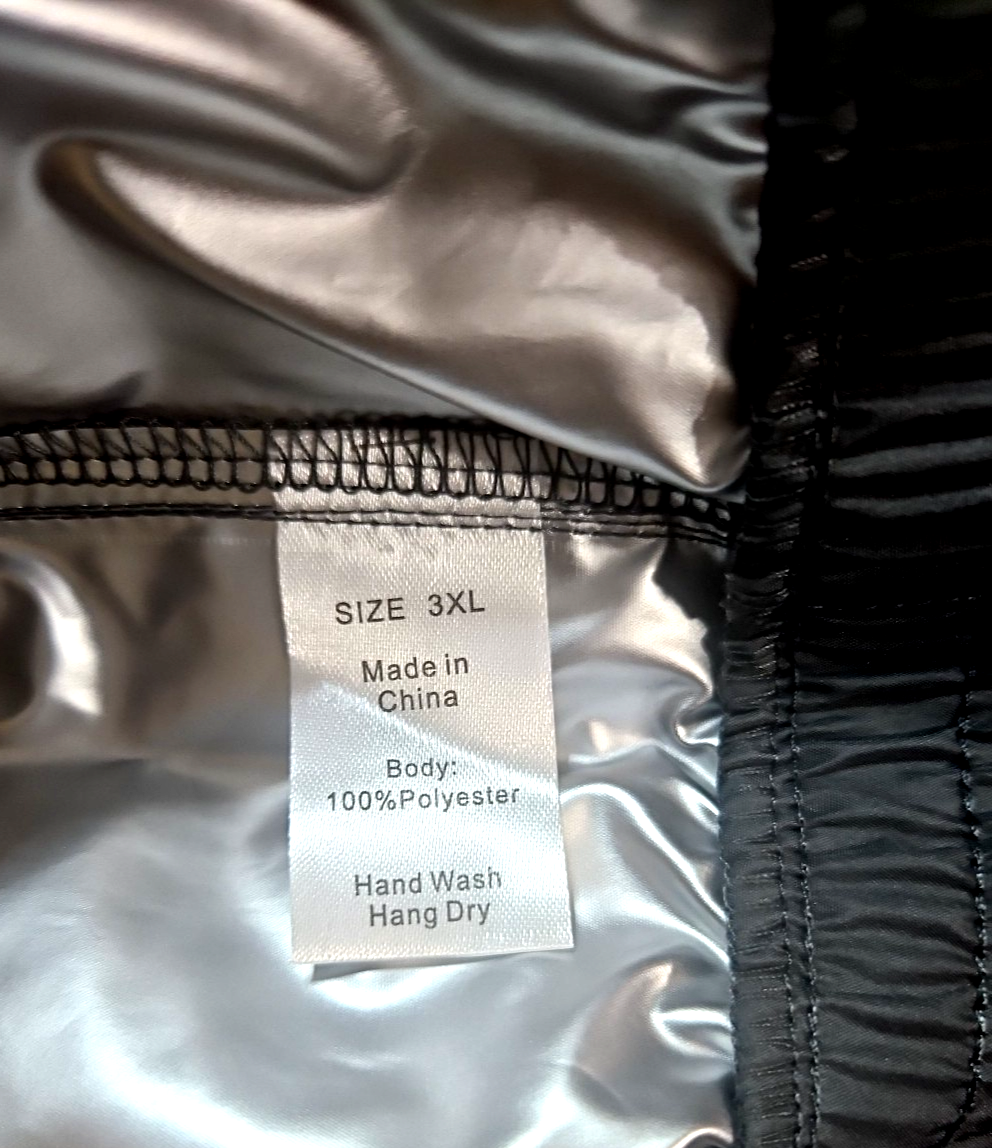 SIZE 3XL
Made in
China
Body:
100%Polyester
Hand Wash
Hang Dry